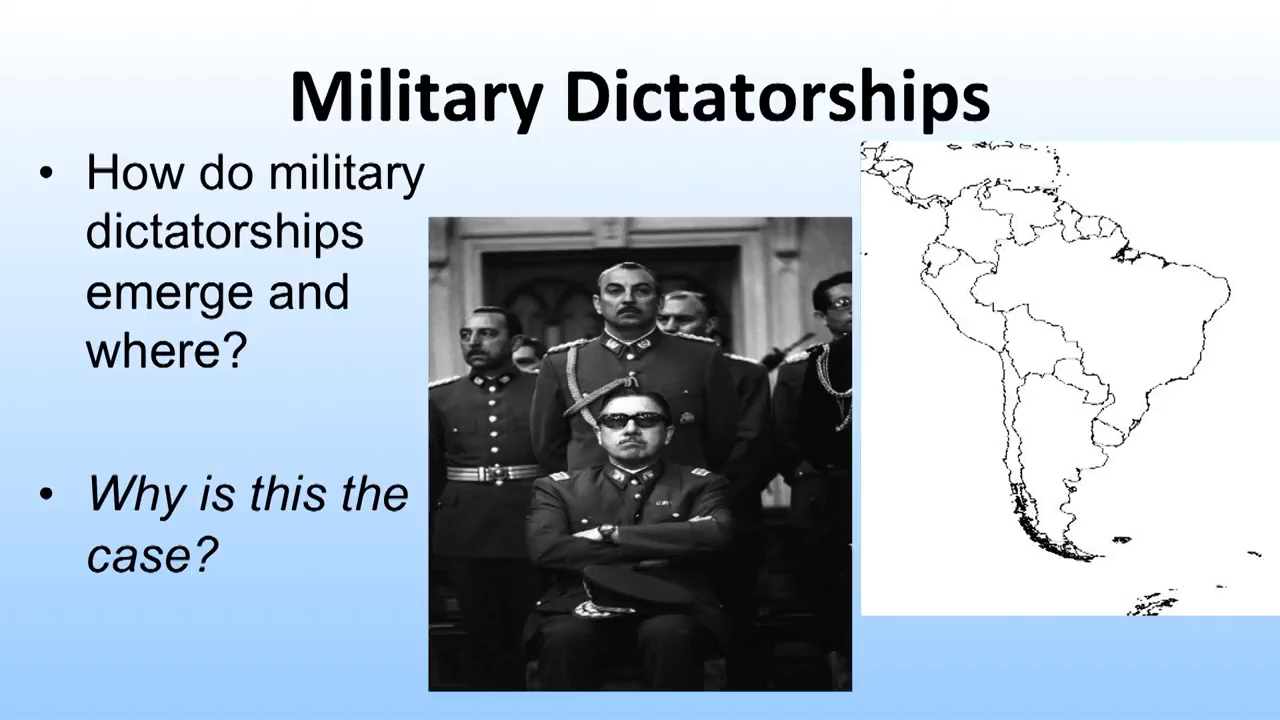 Military Dictatorships
• How do military
dictatorships
emerge and
where?
• Why is this the
case?